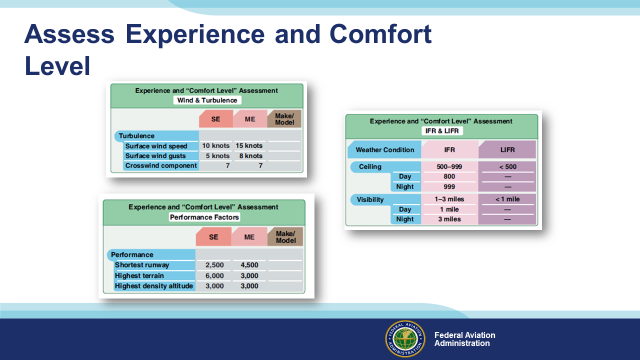 Assess Experience and Comfort
Level
Experience and “Comfort Level” Assessment
Wind & Turbulence
SE ME Make/
Model
Turbulence
Surface wind speed 10 knots 15 knots
Surface wind gusts 5 knots 8 knots
Crosswind component 7 7
Experience and “Comfort Level” Assessment
Performance Factors
SE ME Make/
Model
Performance
Shortest runway 2,500 4,500
Highest terrain 6,000 3,000
Highest density altitude 3,000 3,000
Experience and “Comfort Level” Assessment
IFR & LIFR
Weather Condition IFR LIFR
Ceiling 500–999 < 500
Day 800 —
Night 999 —
Visibility 1–3 miles < 1 mile
Day 1 mile —
Night 3 miles —
Federal Aviation
Administration